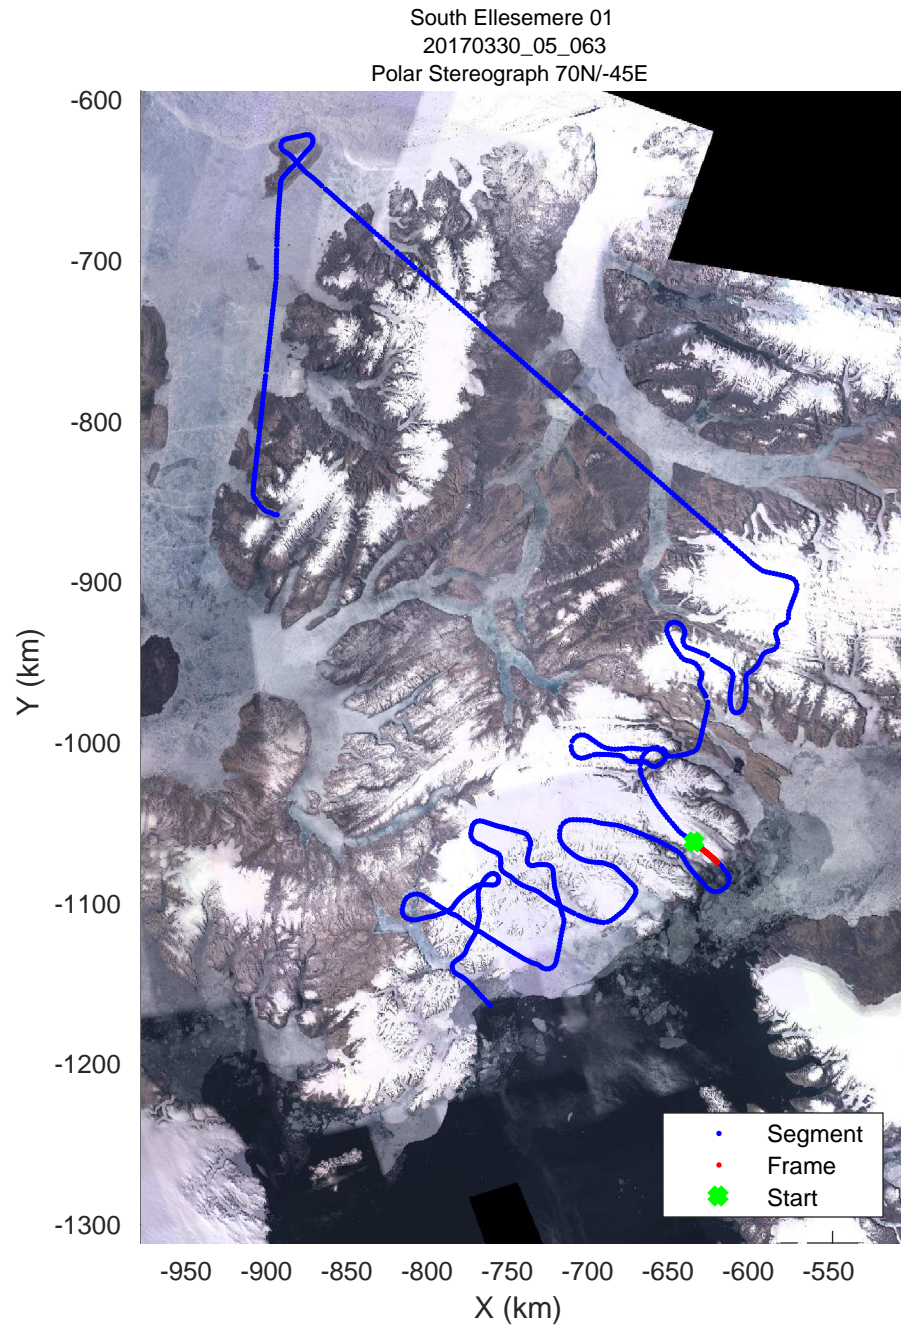 South Ellesemere 01
20170330_05_063
Polar Stereograph 70N/-45E
-600
-700
-800
-900
-1000
-1100
-1200
-1300
Y (km)
Segment
Frame
Start
-950 -900 -850 -800 -750 -700 -650 -600 -550
X (km)